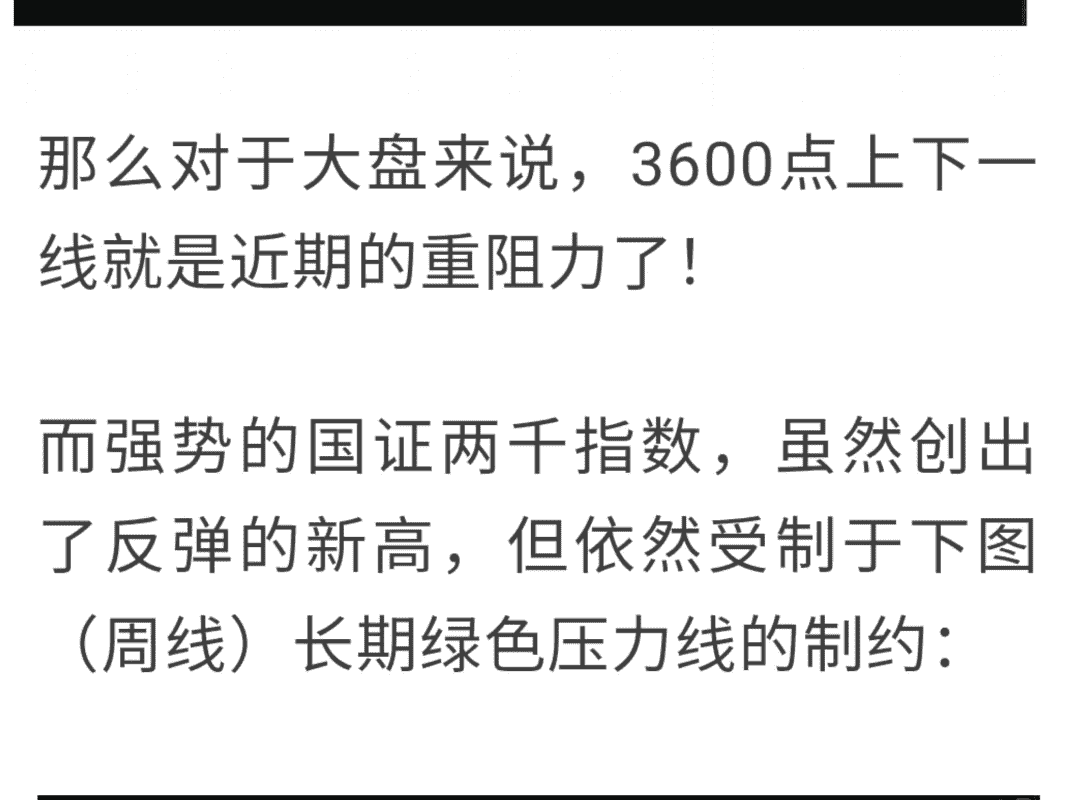 那么对于大盘来说，3600点上下一
线就是近期的重阻力了！
而强势的国证两千指数，虽然创出
了反弹的新高，但依然受制于下图
（周线）长期绿色压力线的制约：